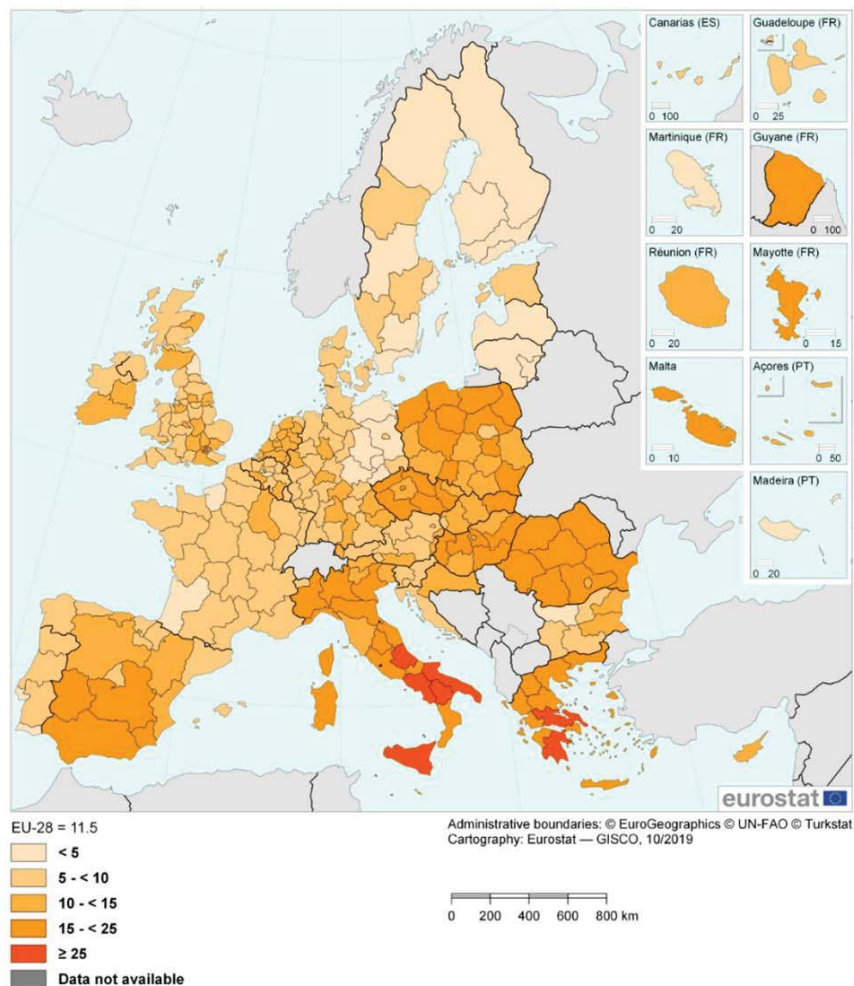 Canarias (ES)
0 100
Guadeloupe (FR)
0 25
Martinique (FR)
0 20
Guyane (FR)
0 100
Réunion (FR)
0 20
Mayotte (FR)
0 15
Malta
0 10
Açores (PT)
0 50
Madeira (PT)
0 20
eurostat
EU-28 = 11.5
< 5
5 - < 10
10 - < 15
15 - < 25
≥ 25
Data not available
Administrative boundaries: © EuroGeographics © UN-FAO © Turkstat
Cartography: Eurostat — GISCO, 10/2019
0 200 400 600 800 km